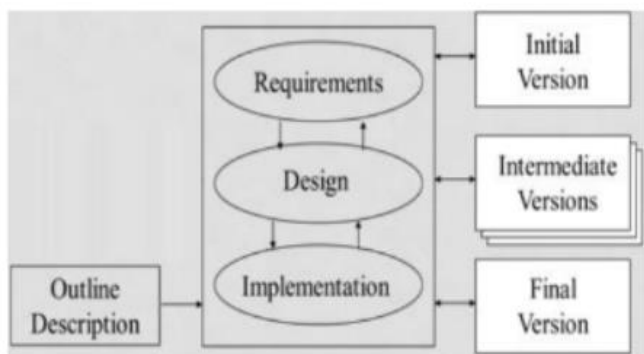 Requirements
Design
Implementation
Outline
Description
Initial
Version
Intermediate
Versions
Final
Version